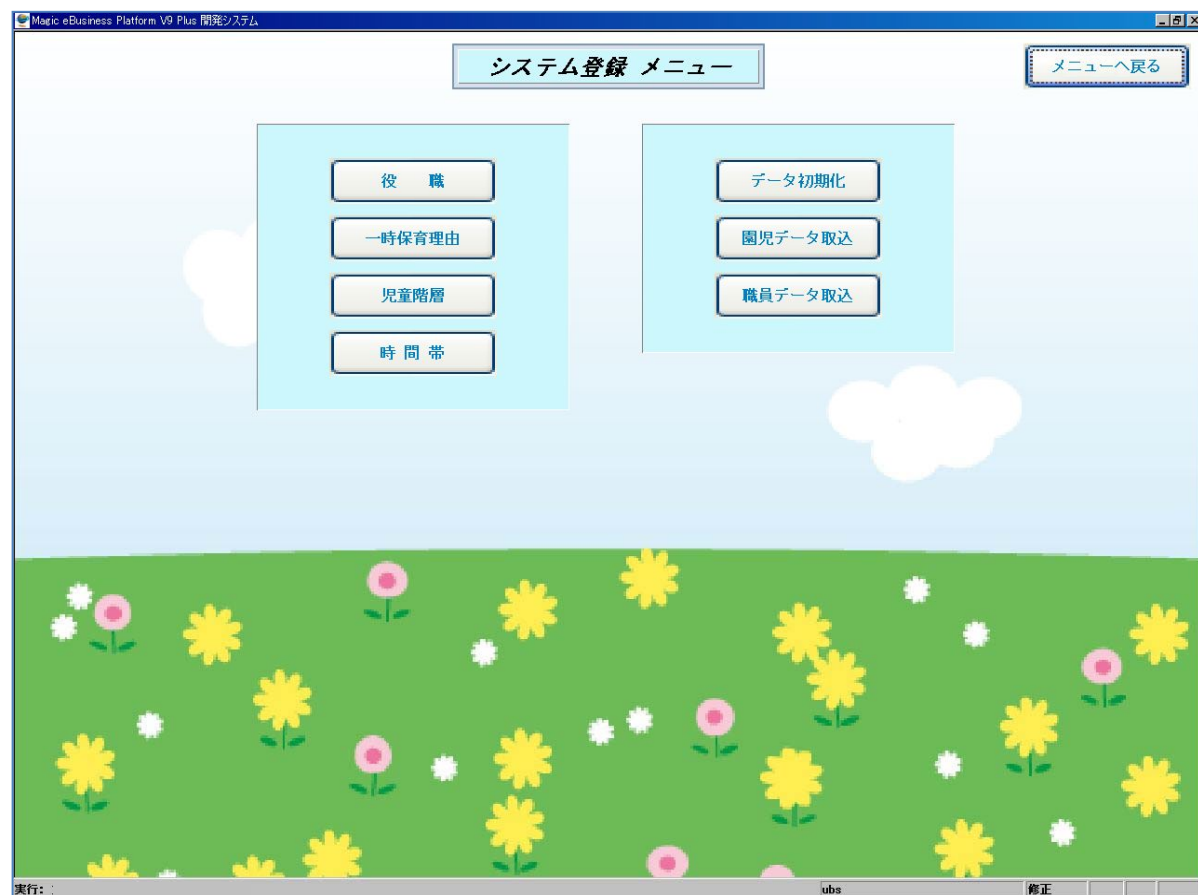 Magic eBusiness Platform V9 Plus 開発システム
システム登録 メニュー
メニューへ戻る
役　　職
一時保育理由
児童階層
時 間 帯
データ初期化
園児データ取込
職員データ取込
実行: :
ubs
修正